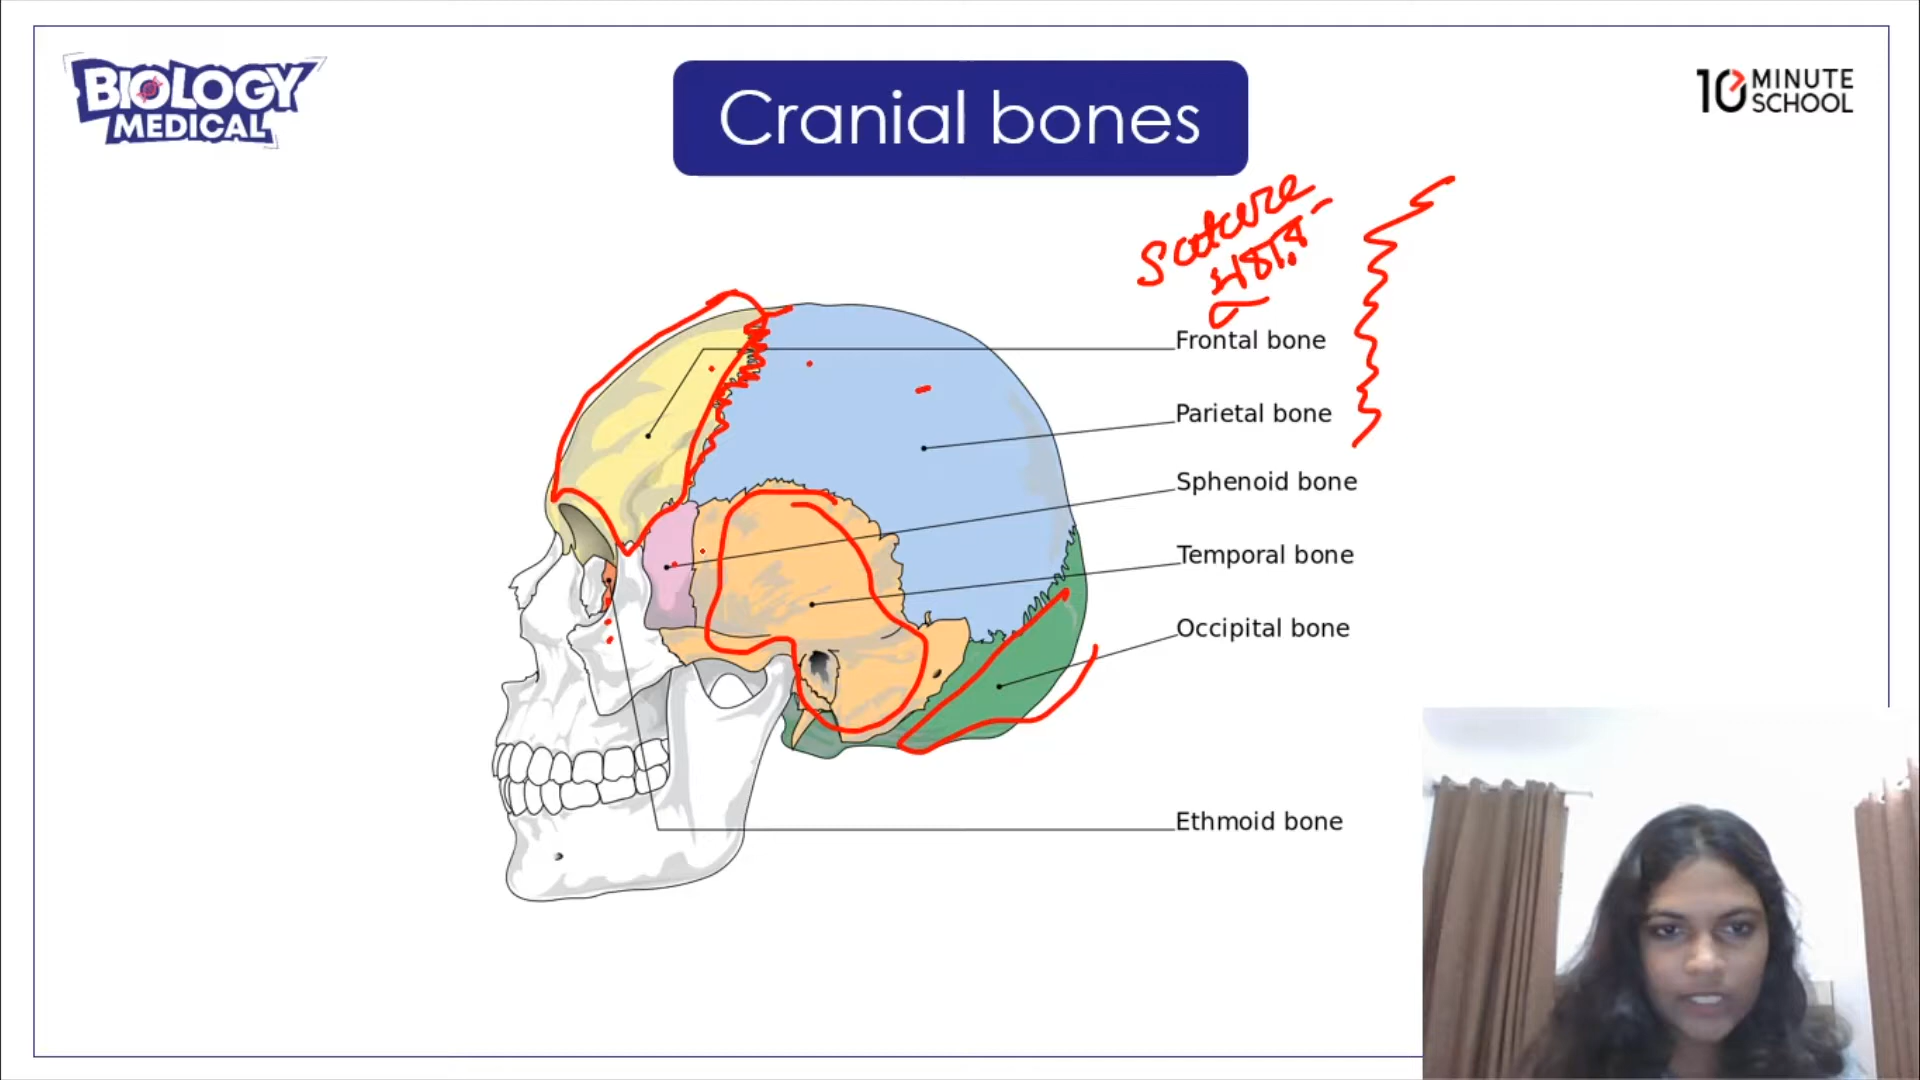 BIOLOGY
MEDICAL
Cranial bones
10 MINUTE
SCHOOL
Suture
Frontal bone
Parietal bone
Sphenoid bone
Temporal bone
Occipital bone
Ethmoid bone